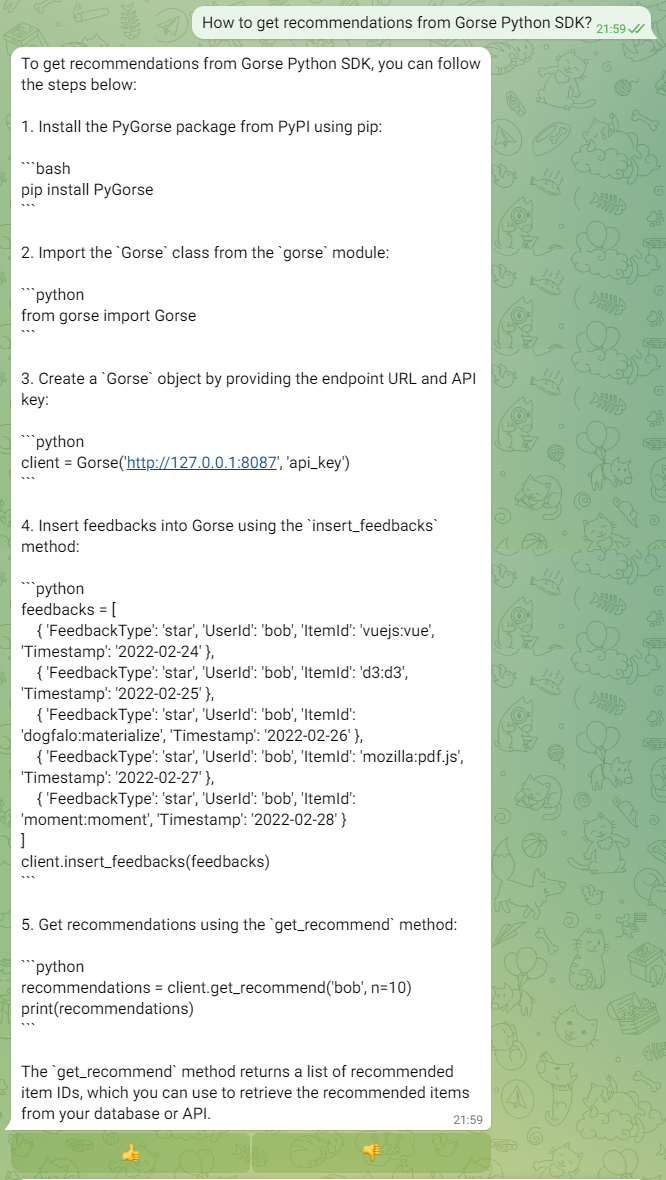 How to get recommendations from Gorse Python SDK? 21:59
To get recommendations from Gorse Python SDK, you can follow
the steps below:
1. Install the PyGorse package from PyPI using pip:
```bash
pip install PyGorse
```
2. Import the `Gorse` class from the `gorse` module:
```python
from gorse import Gorse
```
3. Create a `Gorse` object by providing the endpoint URL and API
key:
```python
client = Gorse('http://127.0.0.1:8087', 'api_key')
```
4. Insert feedbacks into Gorse using the `insert_feedbacks`
method:
```python
feedbacks = [
    { 'FeedbackType': 'star', 'UserId': 'bob', 'ItemId': 'vuejs:vue',
'Timestamp': '2022-02-24' },
    { 'FeedbackType': 'star', 'UserId': 'bob', 'ItemId': 'd3:d3',
'Timestamp': '2022-02-25' },
    { 'FeedbackType': 'star', 'UserId': 'bob', 'ItemId':
'dogfalo:materialize', 'Timestamp': '2022-02-26' },
    { 'FeedbackType': 'star', 'UserId': 'bob', 'ItemId': 'mozilla:pdf.js',
'Timestamp': '2022-02-27' },
    { 'FeedbackType': 'star', 'UserId': 'bob', 'ItemId':
'moment:moment', 'Timestamp': '2022-02-28' }
]
client.insert_feedbacks(feedbacks)
```
5. Get recommendations using the `get_recommend` method:
```python
recommendations = client.get_recommend('bob', n=10)
print(recommendations)
```
The `get_recommend` method returns a list of recommended
item IDs, which you can use to retrieve the recommended items
from your database or API.
21:59